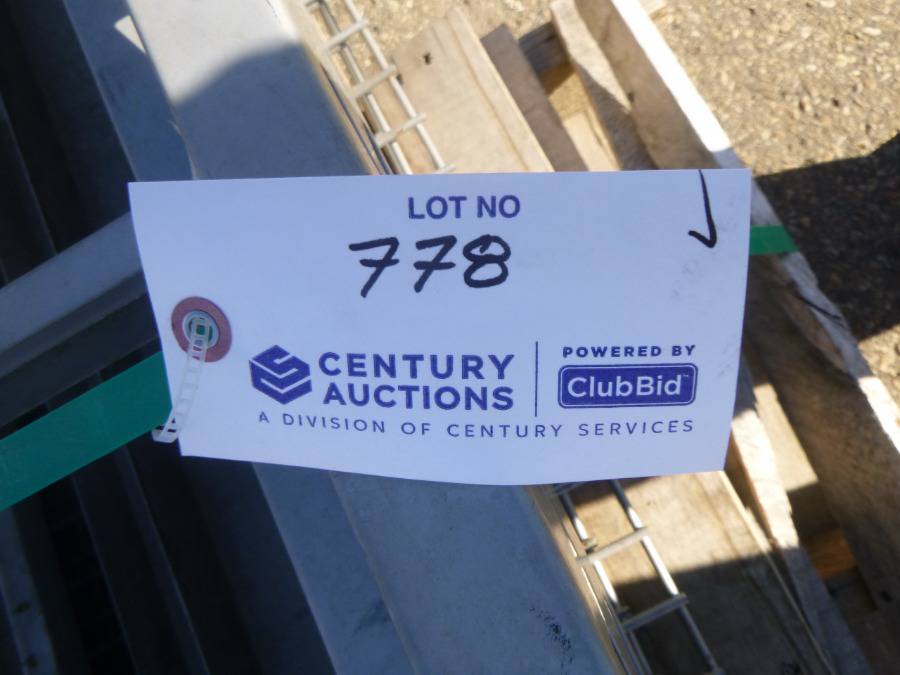 LOT NO
778
CENTURY
AUCTIONS
POWERED BY
ClubBid
A DIVISION OF CENTURY SERVICES